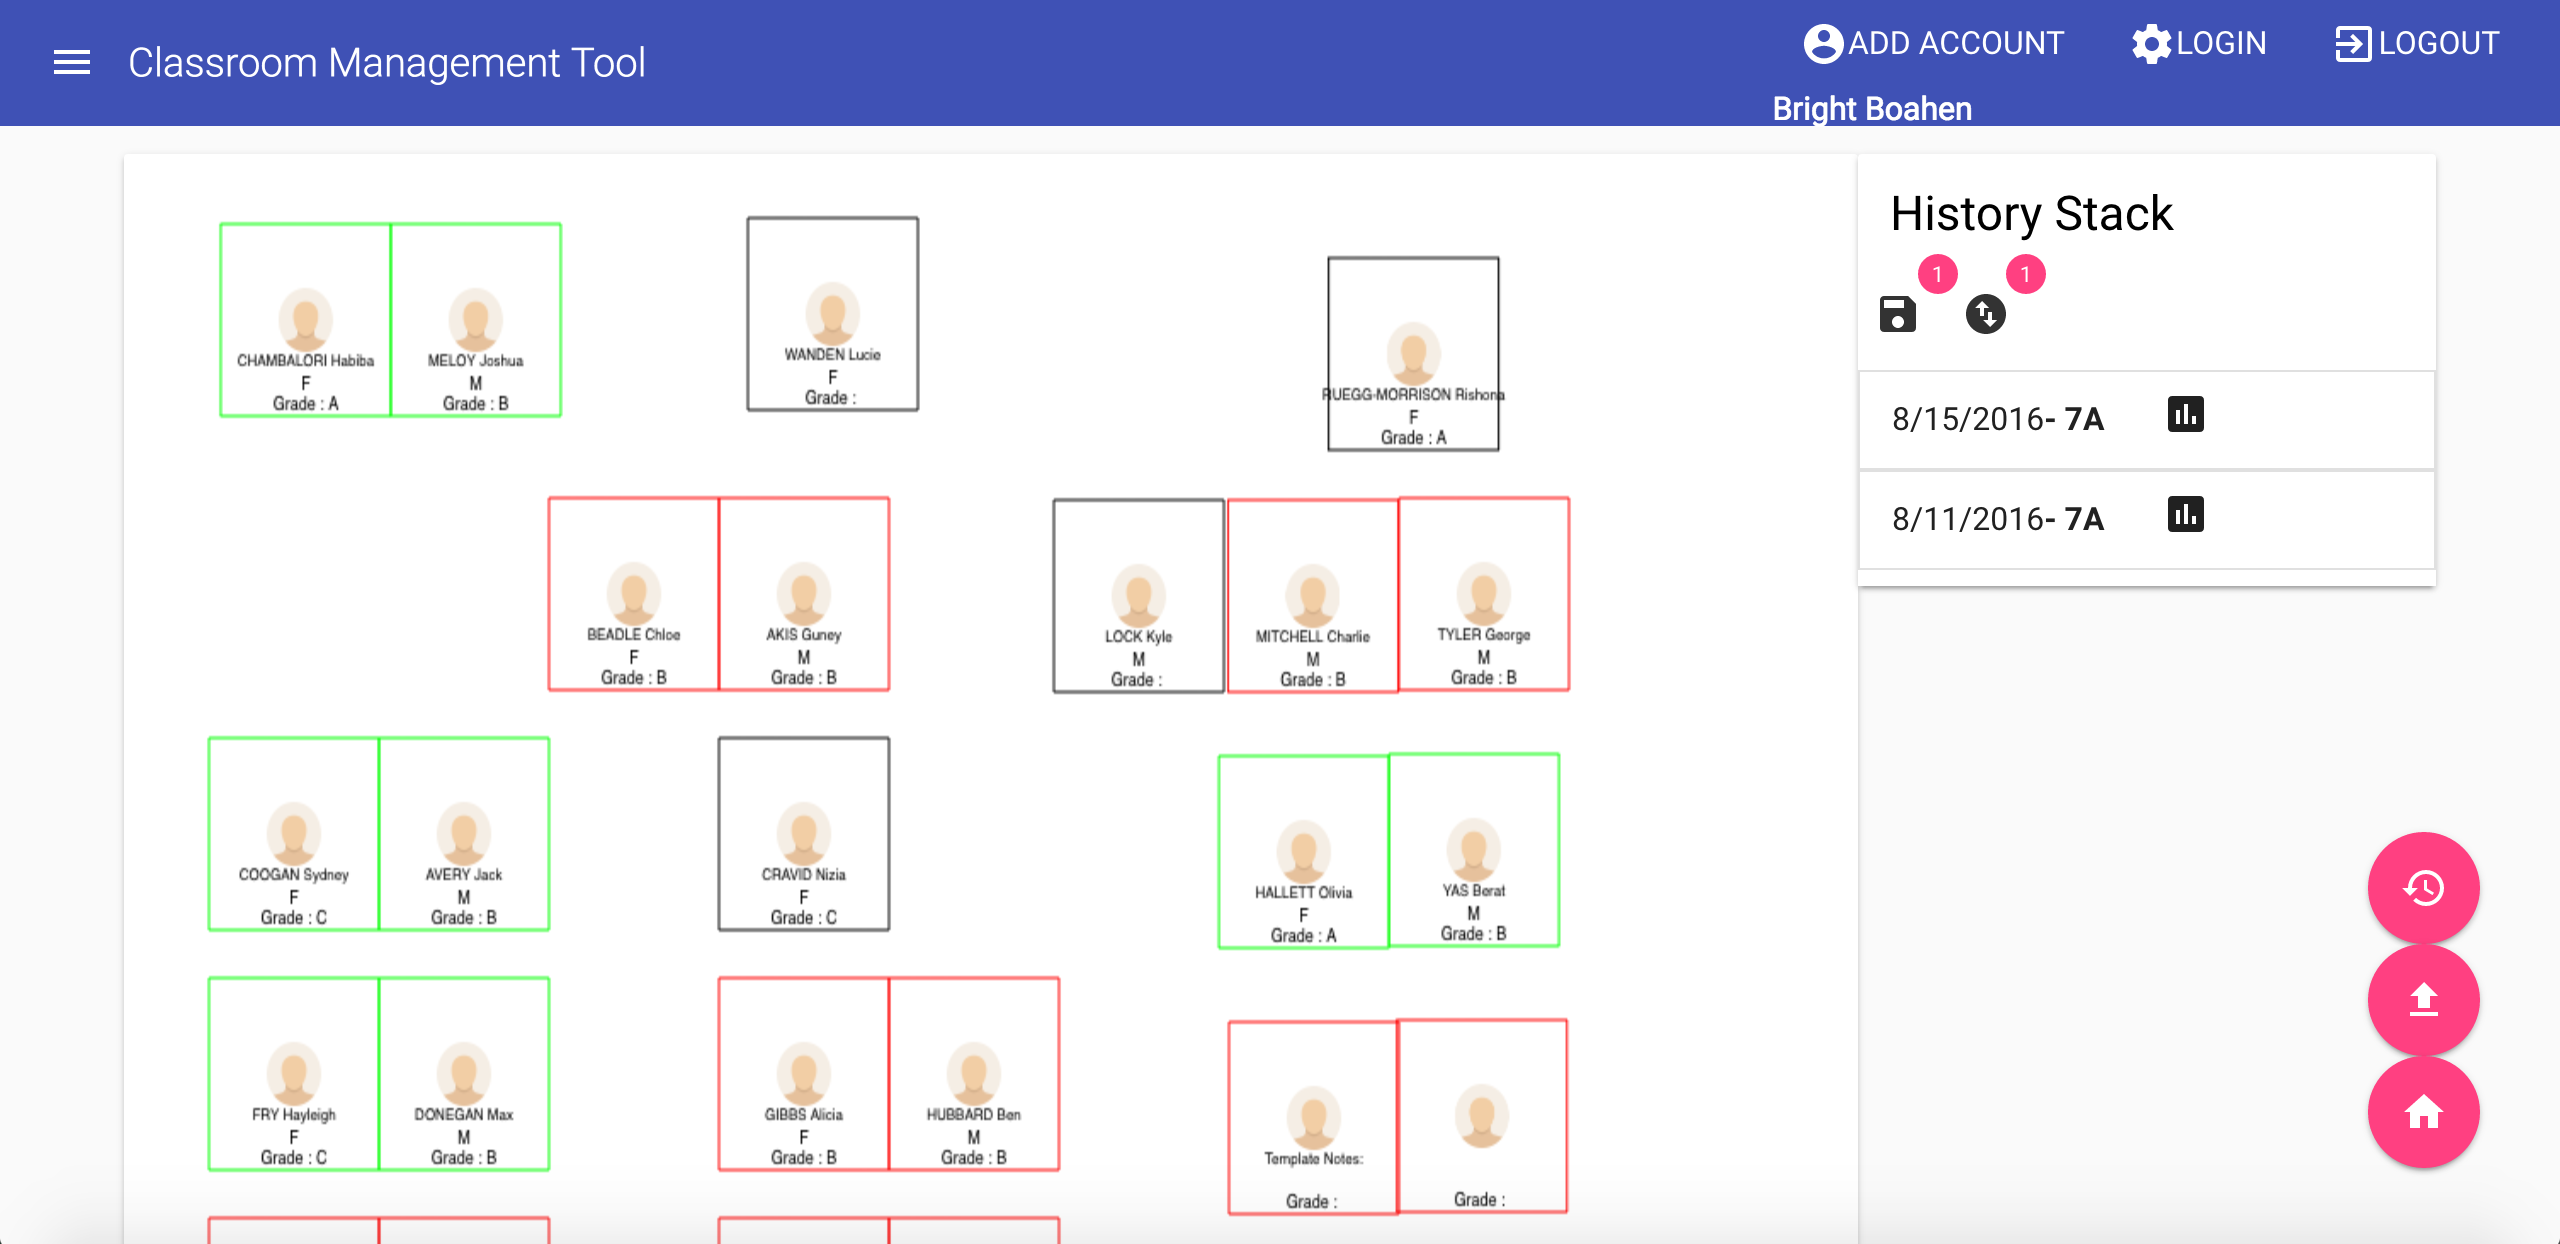 Classroom Management Tool
ADD ACCOUNT
LOGIN
LOGOUT
Bright Boahen
CHAMBALORI Habiba
F
Grade : A
MELOY Joshua
M
Grade : B
WANDEN Lucie
F
Grade :
RUEGG-MORRISON Rishona
F
Grade : A
BEADLE Chloe
F
Grade : B
AKIS Guney
M
Grade : B
LOCK Kyle
M
Grade :
MITCHELL Charlie
M
Grade : B
TYLER George
M
Grade : B
COOGAN Sydney
F
Grade : C
AVERY Jack
M
Grade : B
CRAVID Nizia
F
Grade : C
HALLETT Olivia
F
Grade : A
YAS Berat
M
Grade : B
FRY Hayleigh
F
Grade : C
DONEGAN Max
M
Grade : B
GIBBS Alicia
F
Grade : B
HUBBARD Ben
M
Grade : B
Template Notes:
Grade :
Grade :
History Stack
1
1
8/15/2016- 7A
8/11/2016- 7A